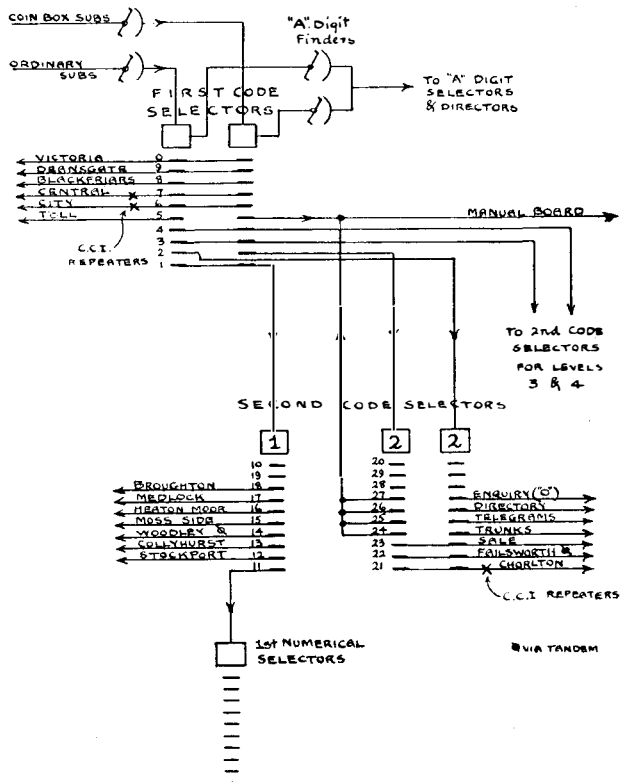 COIN BOX SUBS
ORDINARY SUBS
"A" Digit Finders
TO "A" DIGIT SELECTORS & DIRECTORS
FIRST CODE SELECTORS
VICTORIA 0
DEANSGATE 9
BLACKFRIARS 8
CENTRAL 7
CITY 6
TOLL 5
4
3
2
1
C.C.I. REPEATERS
MANUAL BOARD
TO 2nd CODE SELECTORS FOR LEVELS 3 & 4
SECOND CODE SELECTORS
1
2
2
10
19
BROUGHTON 18
MEDLOCK 17
HEATON MOOR 16
MOSS SIDE 15
WOODLEY 14
COLLYHURST 13
STOCKPORT 12
11
20
29
28
27 ENQUIRY ("0")
26 DIRECTORY
25 TELEGRAMS
24 TRUNKS
23 SALE
22 FAILSWORTH
21 CHORLTON
C.C.I REPEATERS
1st NUMERICAL SELECTORS
VIA TANDEM